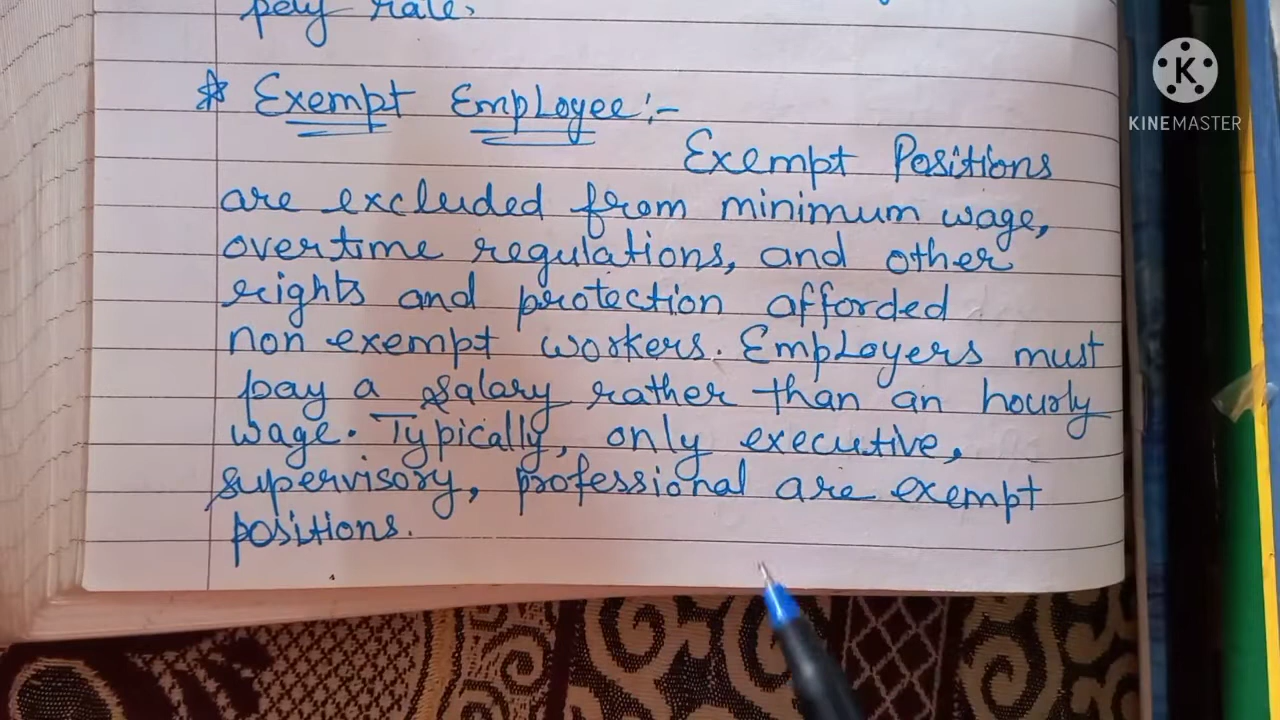 pay rate.
* Exempt Employee:-
Exempt Positions
are excluded from minimum wage,
overtime regulations, and other
rights and protection afforded
non exempt workers. Employers must
pay a salary rather than an hourly
wage. Typically, only executive,
supervisory, professional are exempt
positions.
K
KINEMASTER